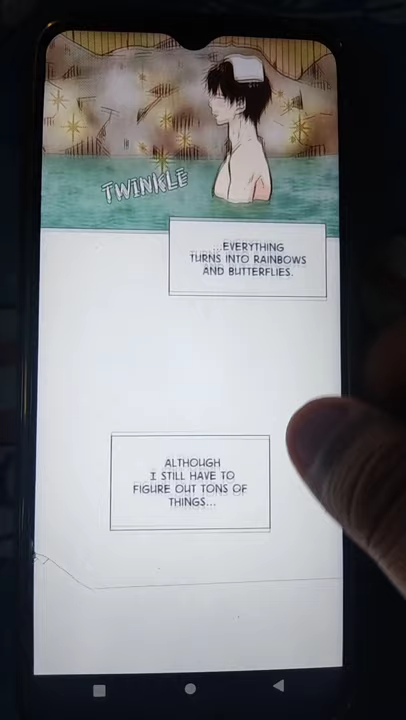 TWINKLE
...EVERYTHING
TURNS INTO RAINBOWS
AND BUTTERFLIES.
ALTHOUGH
I STILL HAVE TO
FIGURE OUT TONS OF
THINGS...